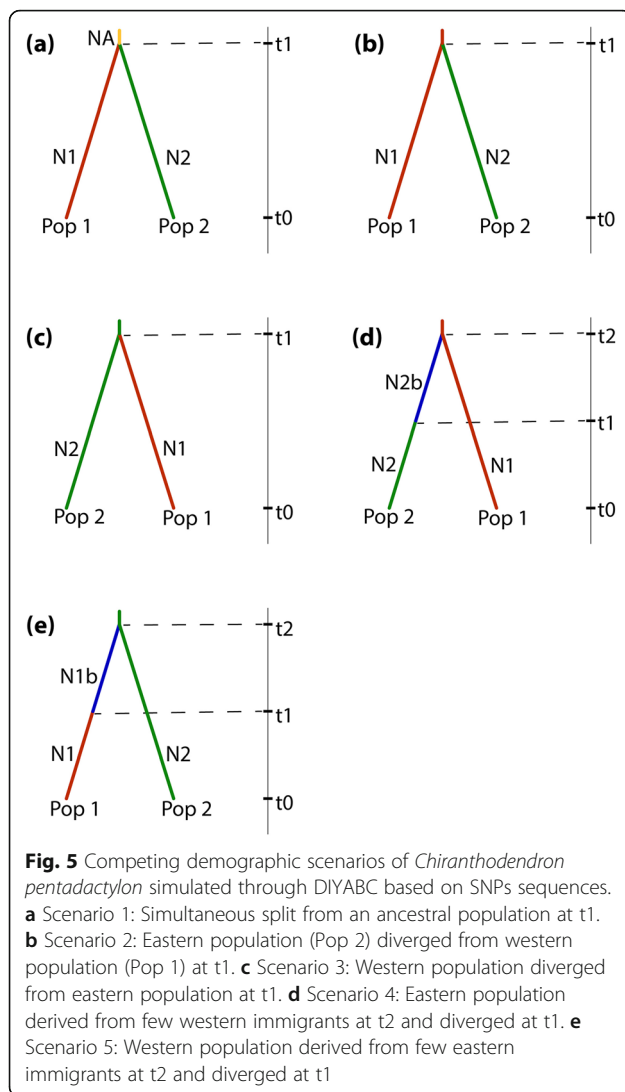 (a)
NA
t1
N1
N2
t0
Pop 1
Pop 2
(b)
t1
N1
N2
t0
Pop 1
Pop 2
(c)
t1
N2
N1
t0
Pop 2
Pop 1
(d)
t2
N2b
t1
N2
N1
t0
Pop 2
Pop 1
(e)
t2
N1b
t1
N1
N2
t0
Pop 1
Pop 2
Fig. 5 Competing demographic scenarios of Chiranthodendron
pentadactylon simulated through DIYABC based on SNPs sequences.
a Scenario 1: Simultaneous split from an ancestral population at t1.
b Scenario 2: Eastern population (Pop 2) diverged from western
population (Pop 1) at t1. c Scenario 3: Western population diverged
from eastern population at t1. d Scenario 4: Eastern population
derived from few western immigrants at t2 and diverged at t1. e
Scenario 5: Western population derived from few eastern
immigrants at t2 and diverged at t1